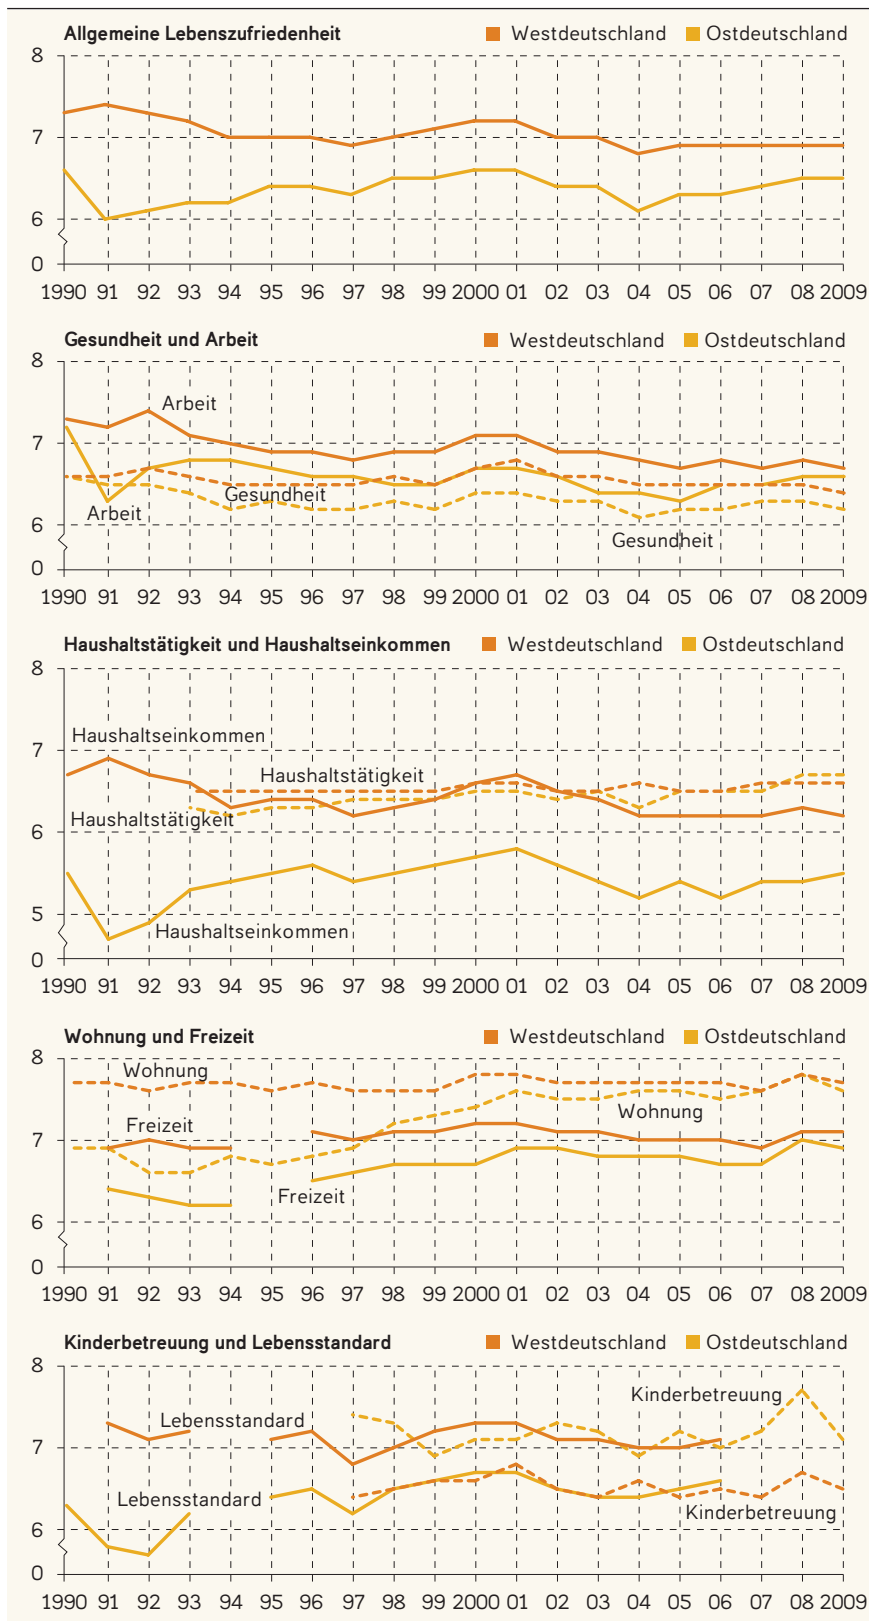 Allgemeine Lebenszufriedenheit Westdeutschland Ostdeutschland
8
7
6
0
1990 91 92 93 94 95 96 97 98 99 2000 01 02 03 04 05 06 07 08 2009
Gesundheit und Arbeit Westdeutschland Ostdeutschland
8
Arbeit
7
Gesundheit
Arbeit
6
Gesundheit
0
1990 91 92 93 94 95 96 97 98 99 2000 01 02 03 04 05 06 07 08 2009
Haushaltstätigkeit und Haushaltseinkommen Westdeutschland Ostdeutschland
8
Haushaltseinkommen
7
Haushaltstätigkeit
Haushaltstätigkeit
6
5
Haushaltseinkommen
0
1990 91 92 93 94 95 96 97 98 99 2000 01 02 03 04 05 06 07 08 2009
Wohnung und Freizeit Westdeutschland Ostdeutschland
8
Wohnung
Wohnung
Freizeit
7
Freizeit
6
0
1990 91 92 93 94 95 96 97 98 99 2000 01 02 03 04 05 06 07 08 2009
Kinderbetreuung und Lebensstandard Westdeutschland Ostdeutschland
8
Kinderbetreuung
Lebensstandard
7
Lebensstandard
Kinderbetreuung
6
0
1990 91 92 93 94 95 96 97 98 99 2000 01 02 03 04 05 06 07 08 2009